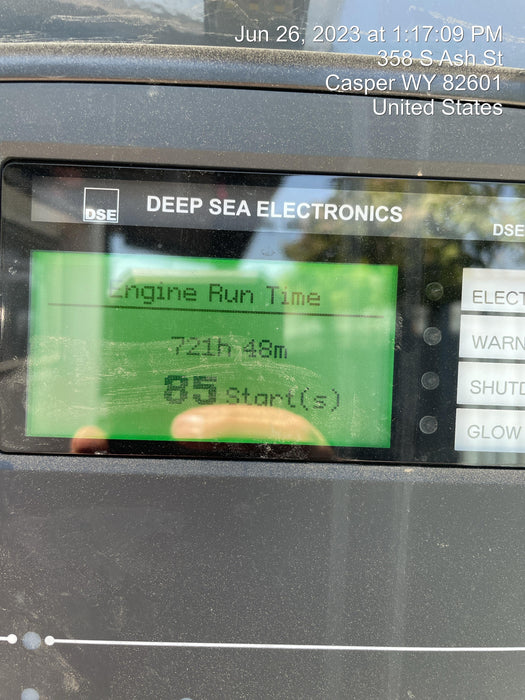 Jun 26, 2023 at 1:17:09 PM
358 S Ash St
Casper WY 82601
United States
DSE
DEEP SEA ELECTRONICS
DSE
Engine Run Time
721h 48m
85 Start(s)
ELECT
WARN
SHUTD
GLOW